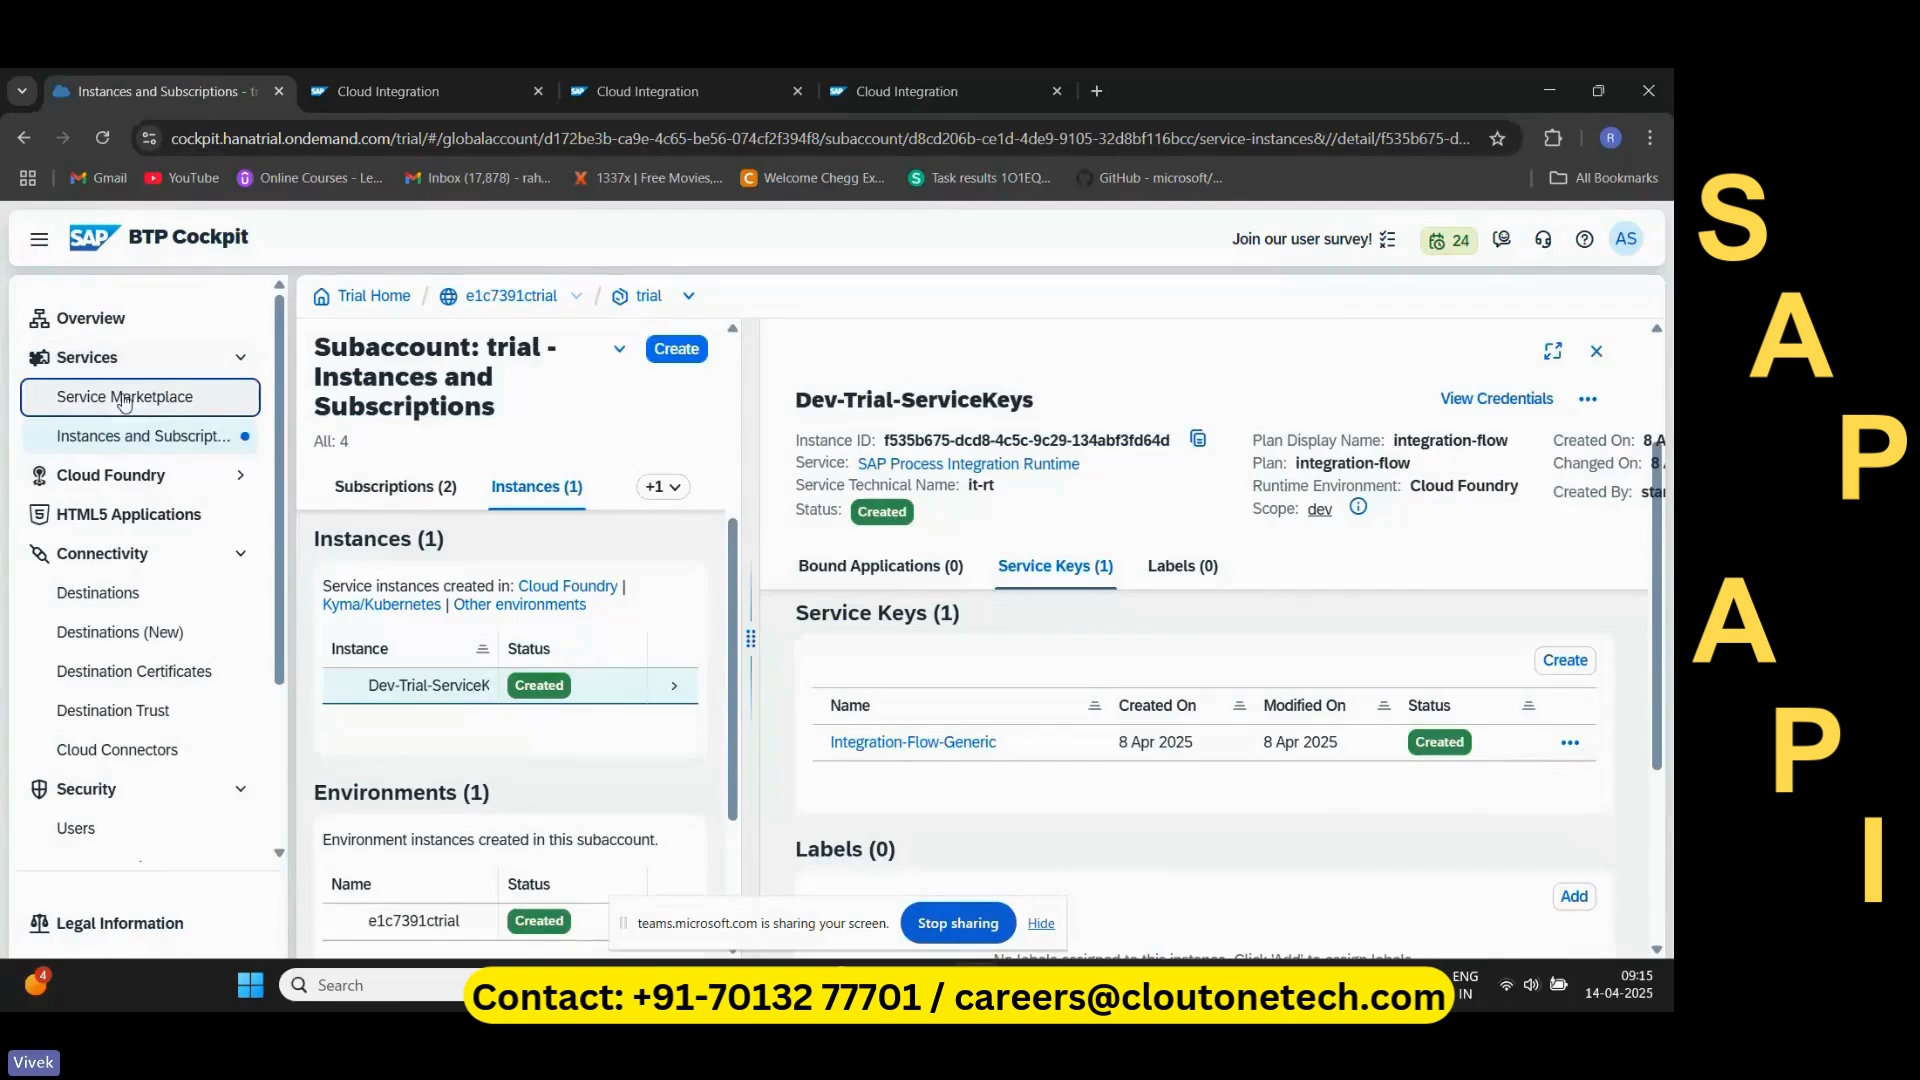 Instances and Subscriptions - tr
Cloud Integration
Cloud Integration
Cloud Integration
cockpit.hanatrial.ondemand.com/trial/#/globalaccount/d172be3b-ca9e-4c65-be56-074cf2f394f8/subaccount/d8cd206b-ce1d-4de9-9105-32d8bf116bcc/service-instances&//detail/f535b675-d...
R
Gmail
YouTube
Online Courses - Le...
Inbox (17,878) - rah...
1337x | Free Movies,...
Welcome Chegg Ex...
Task results 1O1EQ...
GitHub - microsoft/...
All Bookmarks
SAP BTP Cockpit
Join our user survey!
24
AS
Overview
Services
Service Marketplace
Instances and Subscript...
Cloud Foundry
HTML5 Applications
Connectivity
Destinations
Destinations (New)
Destination Certificates
Destination Trust
Cloud Connectors
Security
Users
Legal Information
Trial Home / e1c7391ctrial / trial
Subaccount: trial -
Instances and
Subscriptions
Create
All: 4
Subscriptions (2)
Instances (1)
+1
Instances (1)
Service instances created in: Cloud Foundry |
Kyma/Kubernetes | Other environments
Instance Status
Dev-Trial-ServiceK Created
Environments (1)
Environment instances created in this subaccount.
Name Status
e1c7391ctrial Created
Dev-Trial-ServiceKeys
View Credentials
Instance ID: f535b675-dcd8-4c5c-9c29-134abf3fd64d
Service: SAP Process Integration Runtime
Service Technical Name: it-rt
Status: Created
Plan Display Name: integration-flow
Plan: integration-flow
Runtime Environment: Cloud Foundry
Scope: dev
Created On: 8 A
Changed On: 8
Created By: sta
Bound Applications (0)
Service Keys (1)
Labels (0)
Service Keys (1)
Create
Name Created On Modified On Status
Integration-Flow-Generic 8 Apr 2025 8 Apr 2025 Created
Labels (0)
Add
teams.microsoft.com is sharing your screen.
Stop sharing
Hide
4
Search
ENG
IN
09:15
14-04-2025
Contact: +91-70132 77701 / careers@cloutonetech.com
Vivek
S
A
P
A
P
I